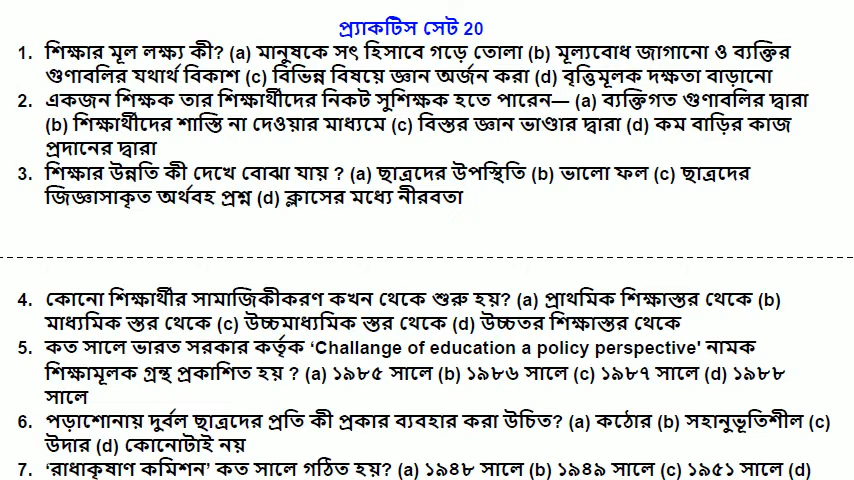 প্র্যাকটিস সেট 20
1. শিক্ষার মূল লক্ষ্য কী? (a) মানুষকে সৎ হিসাবে গড়ে তোলা (b) মূল্যবোধ জাগানো ও ব্যক্তির
গুণাবলির যথার্থ বিকাশ (c) বিভিন্ন বিষয়ে জ্ঞান অর্জন করা (d) বৃত্তিমূলক দক্ষতা বাড়ানো
2. একজন শিক্ষক তার শিক্ষার্থীদের নিকট সুশিক্ষক হতে পারেন— (a) ব্যক্তিগত গুণাবলির দ্বারা
(b) শিক্ষার্থীদের শাস্তি না দেওয়ার মাধ্যমে (c) বিস্তর জ্ঞান ভাণ্ডার দ্বারা (d) কম বাড়ির কাজ
প্রদানের দ্বারা
3. শিক্ষার উন্নতি কী দেখে বোঝা যায় ? (a) ছাত্রদের উপস্থিতি (b) ভালো ফল (c) ছাত্রদের
জিজ্ঞাসাকৃত অর্থবহ প্রশ্ন (d) ক্লাসের মধ্যে নীরবতা
4. কোনো শিক্ষার্থীর সামাজিকীকরণ কখন থেকে শুরু হয়? (a) প্রাথমিক শিক্ষাস্তর থেকে (b)
মাধ্যমিক স্তর থেকে (c) উচ্চমাধ্যমিক স্তর থেকে (d) উচ্চতর শিক্ষাস্তর থেকে
5. কত সালে ভারত সরকার কর্তৃক ‘Challange of education a policy perspective' নামক
শিক্ষামূলক গ্রন্থ প্রকাশিত হয় ? (a) ১৯৮৫ সালে (b) ১৯৮৬ সালে (c) ১৯৮৭ সালে (d) ১৯৮৮
সালে
6. পড়াশোনায় দুর্বল ছাত্রদের প্রতি কী প্রকার ব্যবহার করা উচিত? (a) কঠোর (b) সহানুভূতিশীল (c)
উদার (d) কোনোটাই নয়
7. ‘রাধাকৃষাণ কমিশন’ কত সালে গঠিত হয়? (a) ১৯৪৮ সালে (b) ১৯৪৯ সালে (c) ১৯৫১ সালে (d)